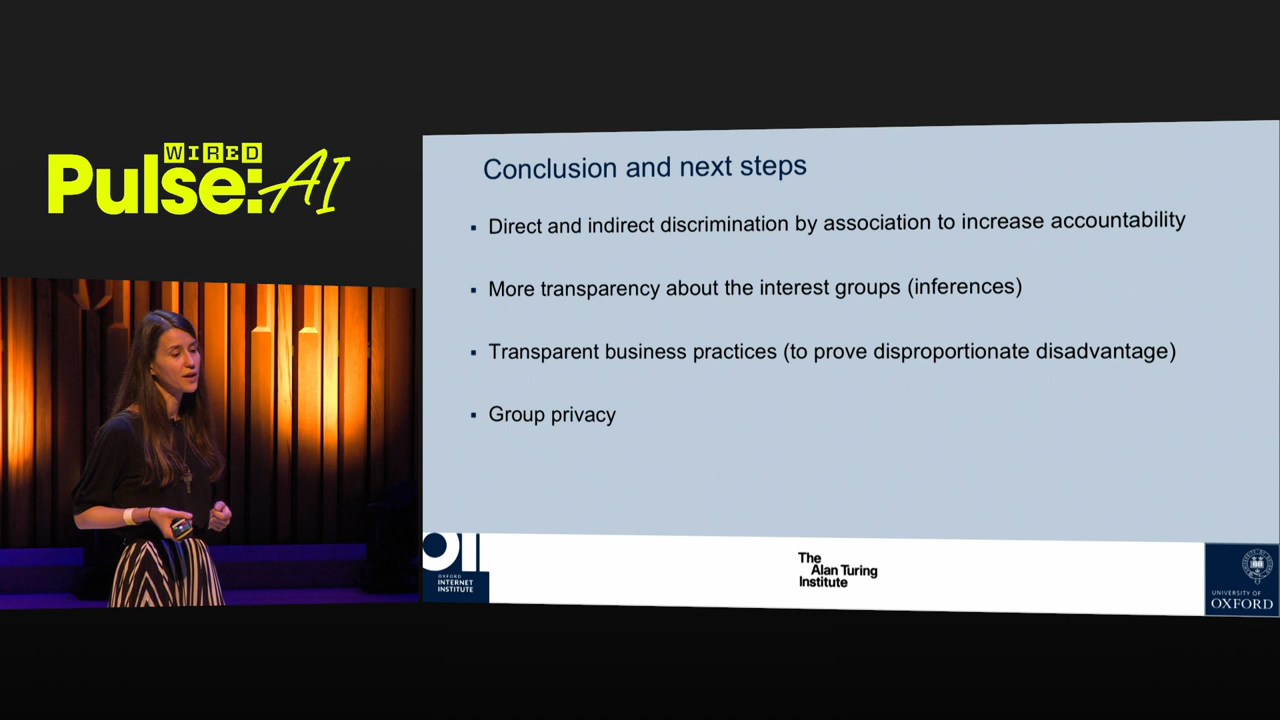 WIRED
Pulse:AI
Conclusion and next steps
▪ Direct and indirect discrimination by association to increase accountability
▪ More transparency about the interest groups (inferences)
▪ Transparent business practices (to prove disproportionate disadvantage)
▪ Group privacy
OII
OXFORD
INTERNET
INSTITUTE
The
Alan Turing
Institute
UNIVERSITY OF
OXFORD